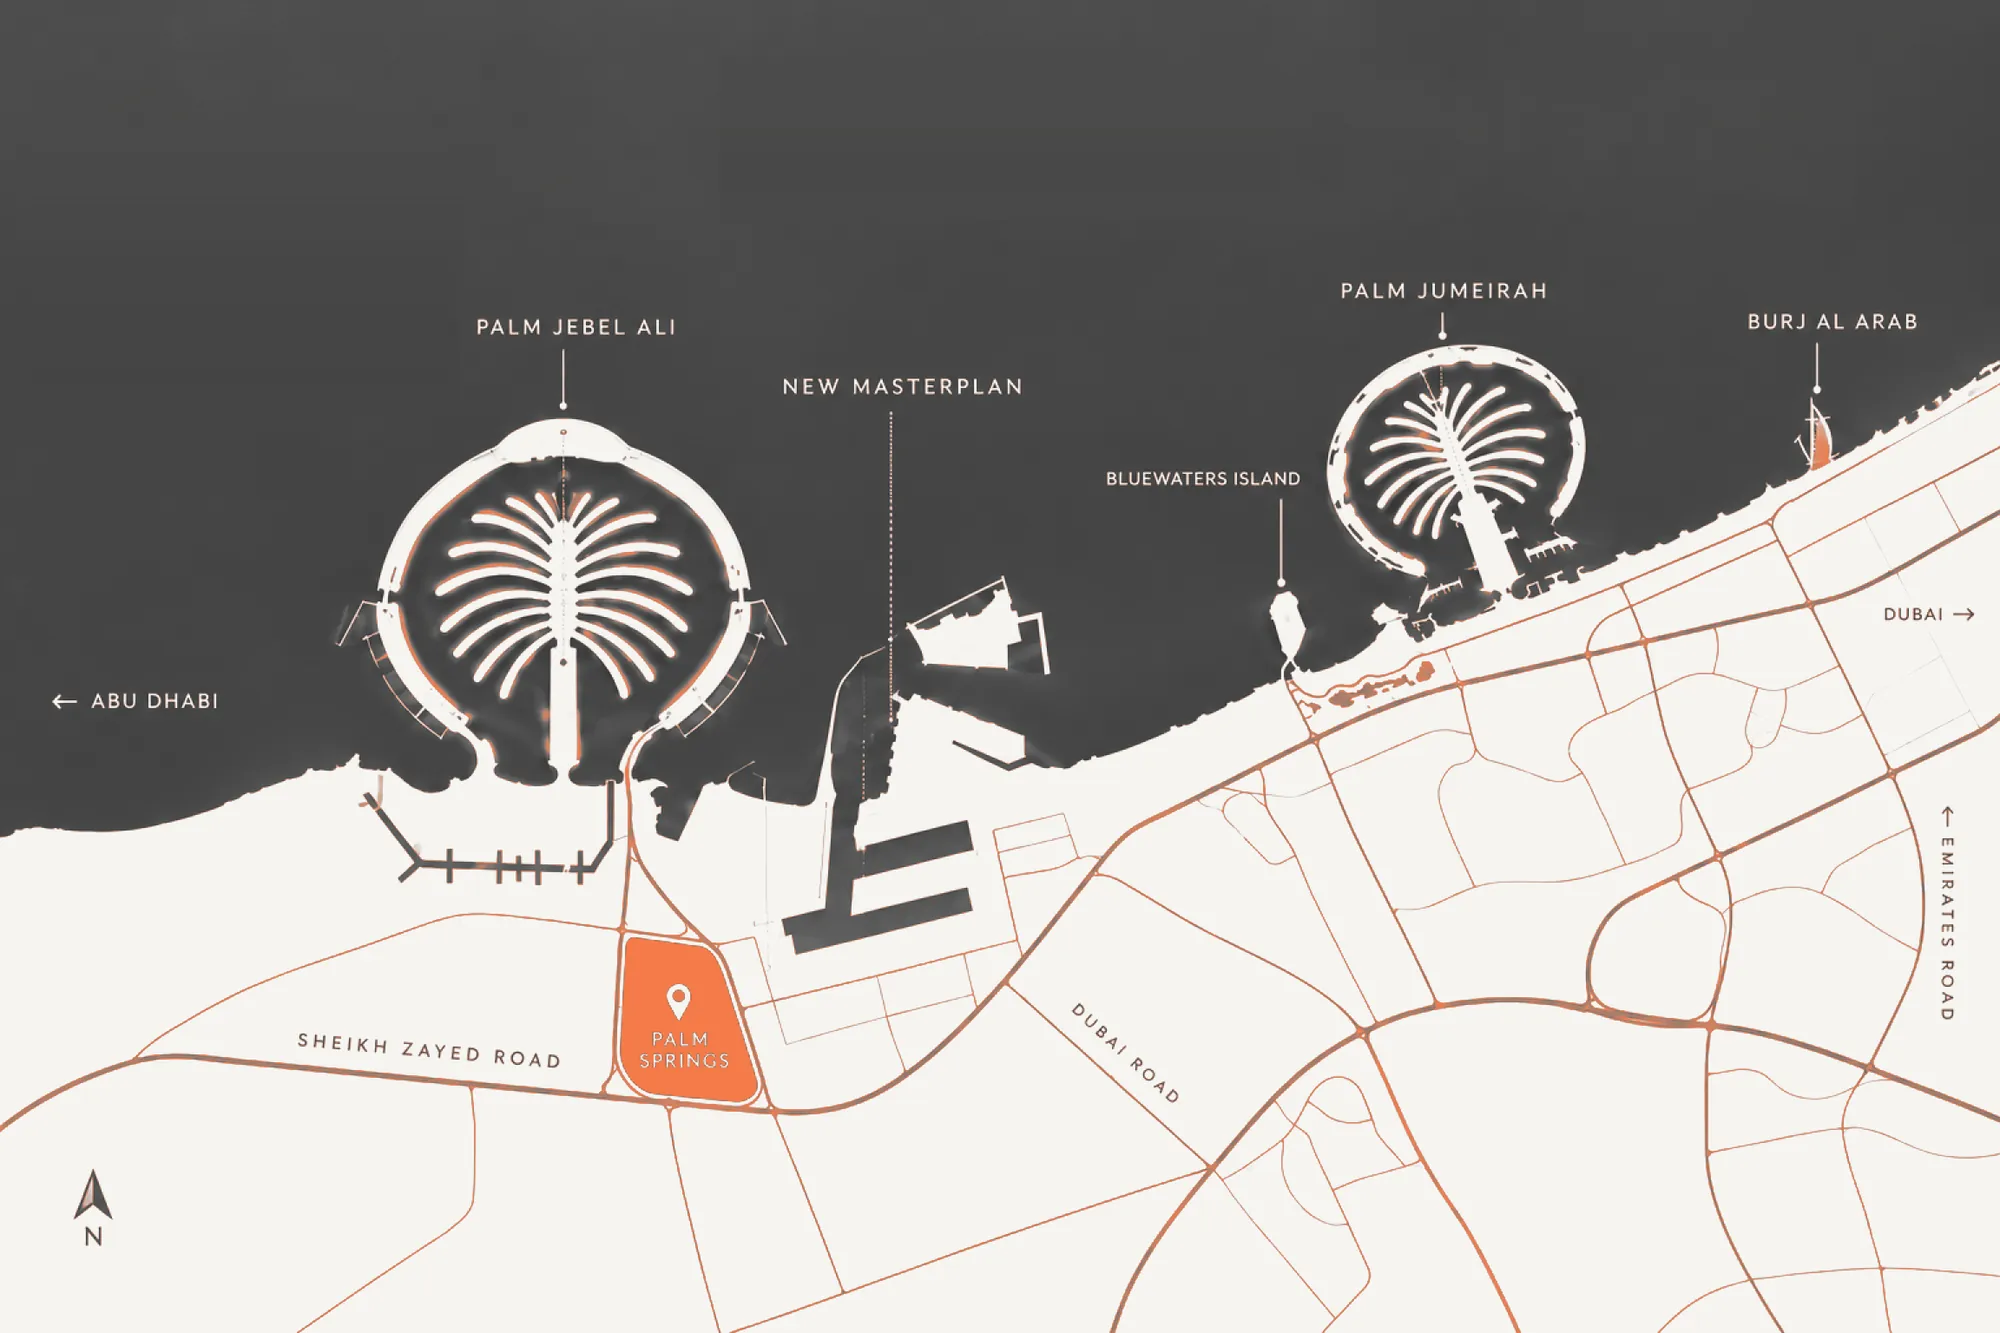 PALM JUMEIRAH
BURJ AL ARAB
PALM JEBEL ALI
NEW MASTERPLAN
BLUEWATERS ISLAND
DUBAI →
← ABU DHABI
← EMIRATES ROAD
PALM
SPRINGS
SHEIKH ZAYED ROAD
DUBAI ROAD
N